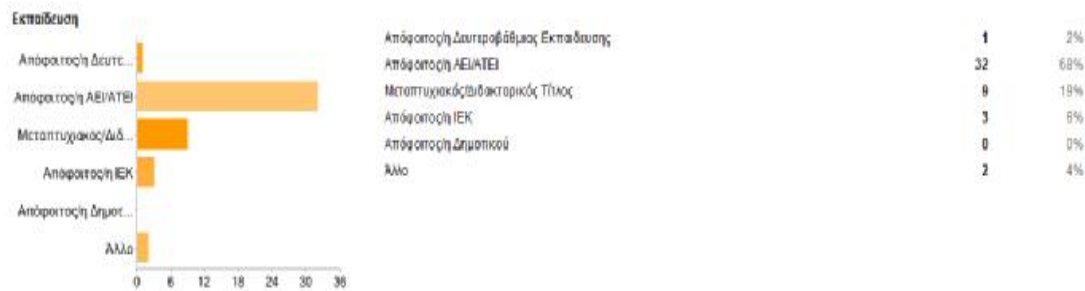 Εκπαίδευση
Απόφοιτος/η Δευτε...
Απόφοιτος/η ΑΕΙ/ΑΤΕΙ
Μεταπτυχιακός/Διδ...
Απόφοιτος/η ΙΕΚ
Απόφοιτος/η Δημοτ...
Άλλο
0 6 12 18 24 30 36
Απόφοιτος/η Δευτεροβάθμιας Εκπαίδευσης 1 2%
Απόφοιτος/η ΑΕΙ/ΑΤΕΙ 32 68%
Μεταπτυχιακός/Διδακτορικός Τίτλος 9 19%
Απόφοιτος/η ΙΕΚ 3 6%
Απόφοιτος/η Δημοτικού 0 0%
Άλλο 2 4%